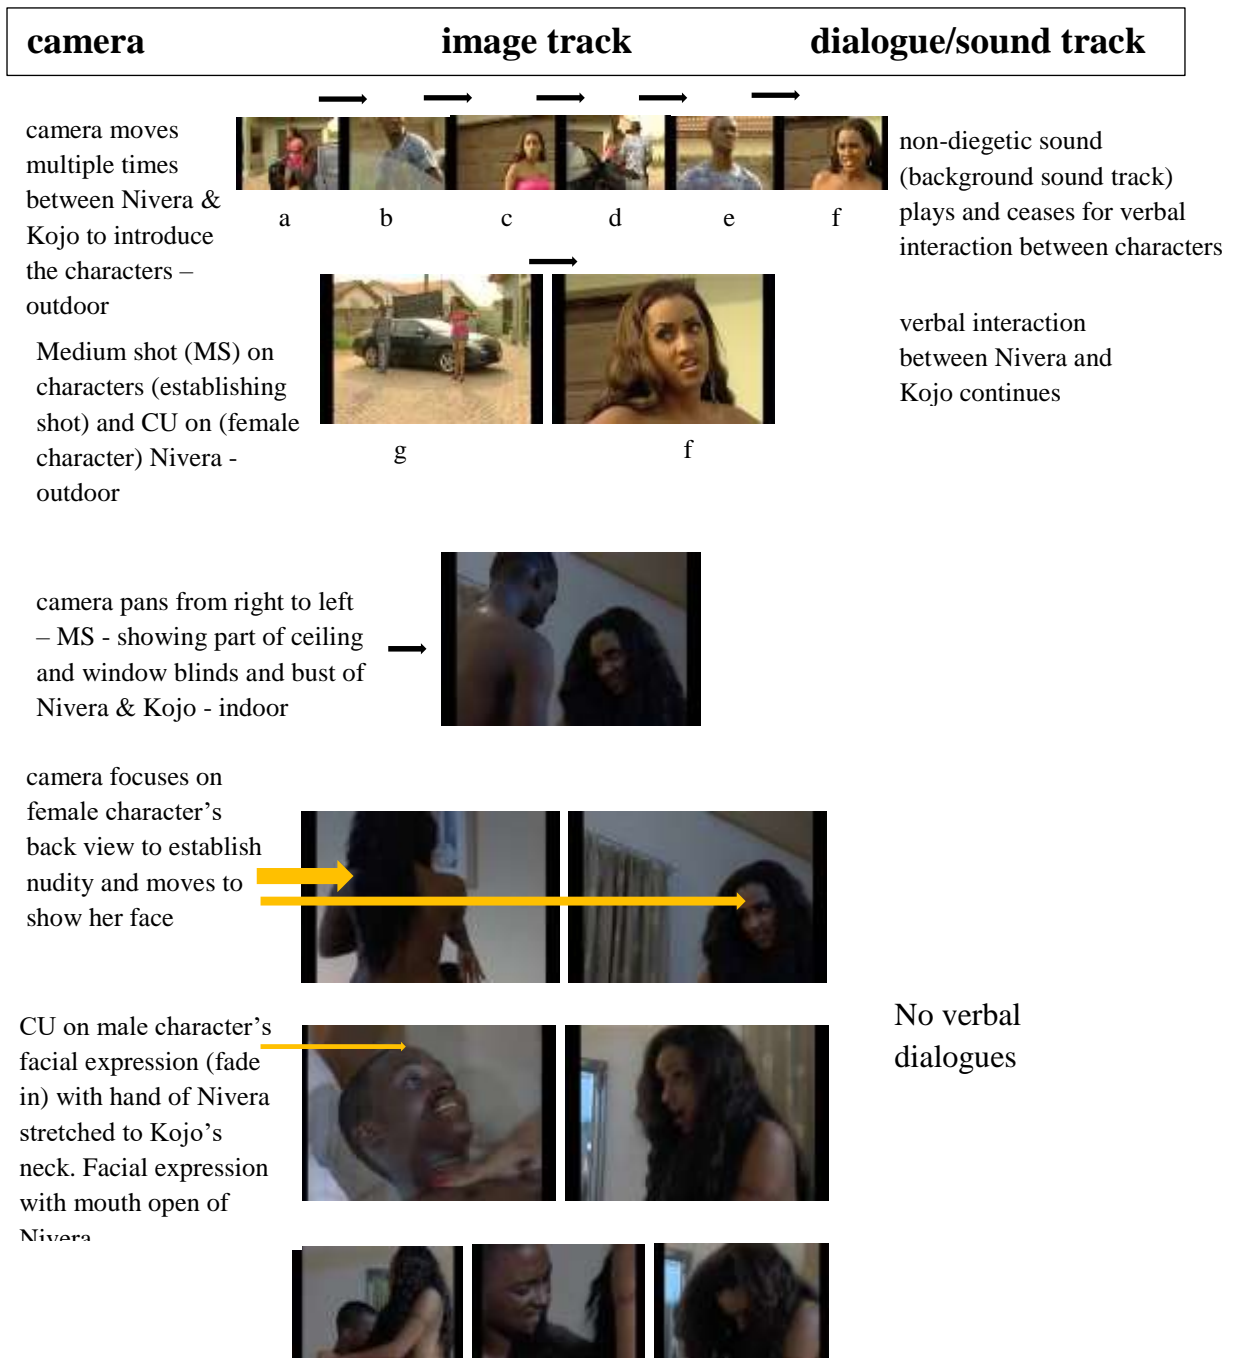 camera image track dialogue/sound track
camera moves
multiple times
between Nivera &
Kojo to introduce
the characters –
outdoor
a b c d e f
non-diegetic sound
(background sound track)
plays and ceases for verbal
interaction between characters
Medium shot (MS) on
characters (establishing
shot) and CU on (female
character) Nivera -
outdoor
g f
verbal interaction
between Nivera and
Kojo continues
camera pans from right to left
– MS - showing part of ceiling
and window blinds and bust of
Nivera & Kojo - indoor
camera focuses on
female character’s
back view to establish
nudity and moves to
show her face
CU on male character’s
facial expression (fade
in) with hand of Nivera
stretched to Kojo’s
neck. Facial expression
with mouth open of
Nivera
No verbal
dialogues